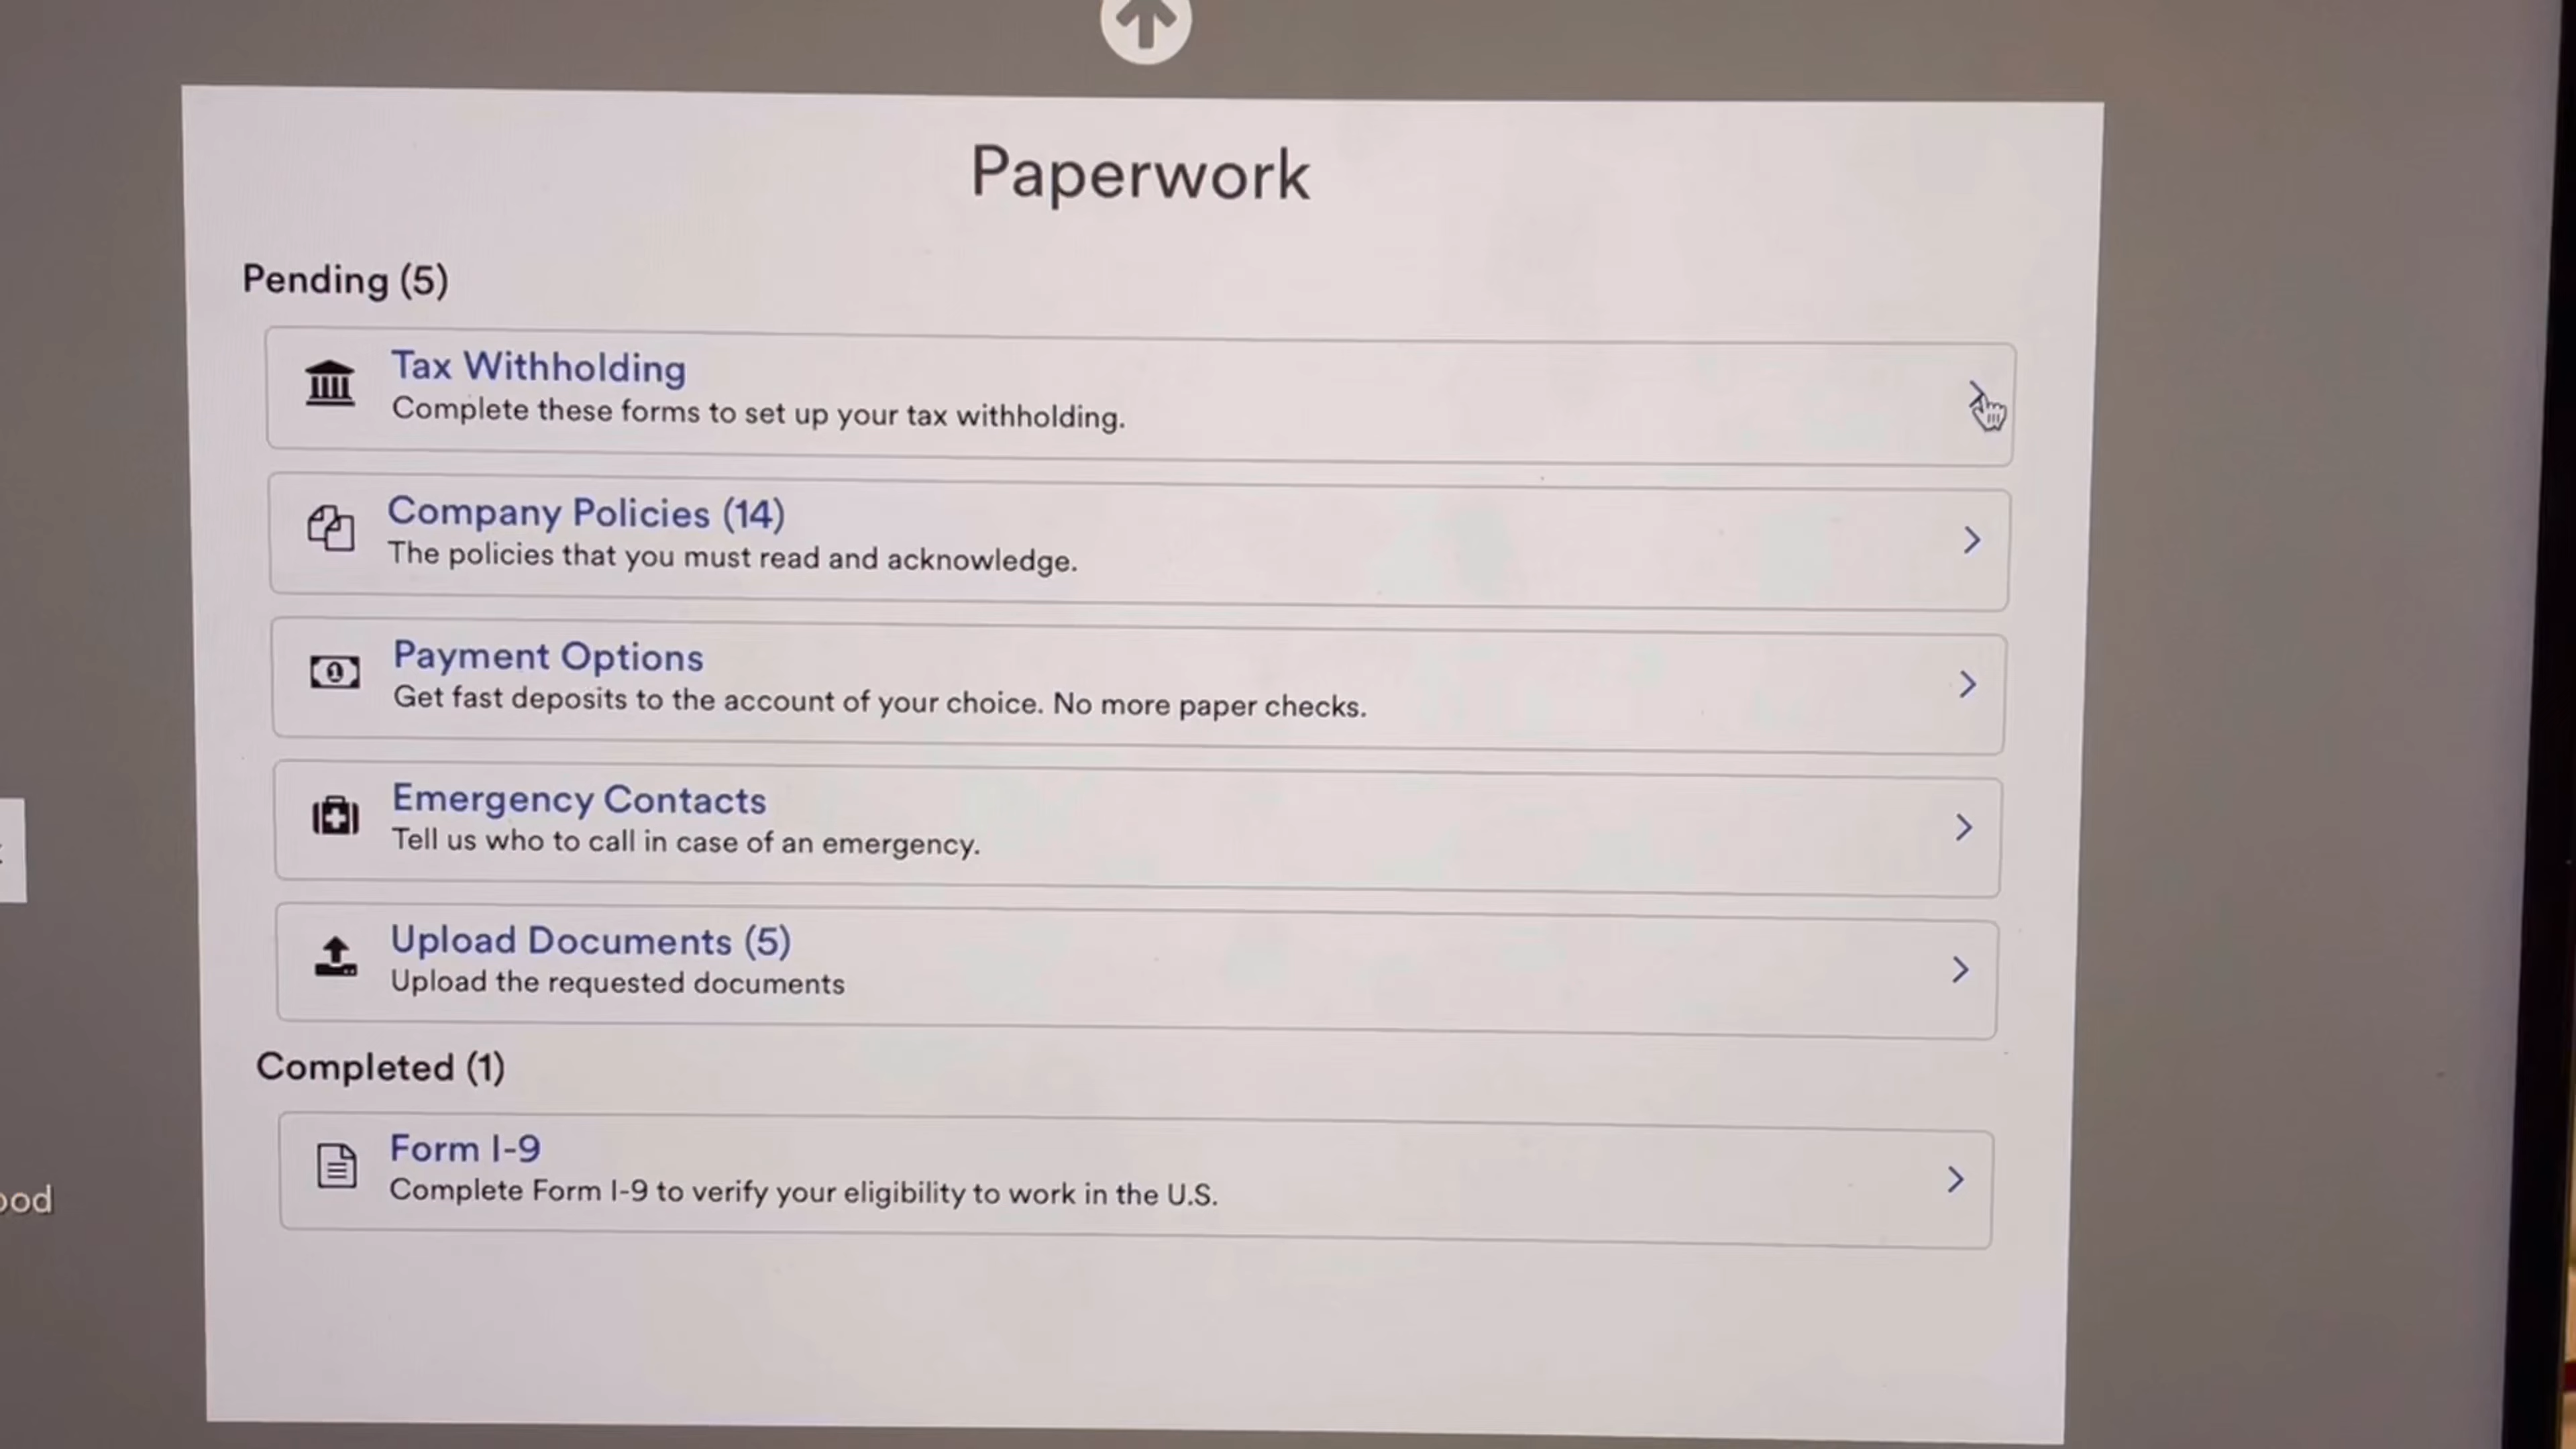 Paperwork
Pending (5)
Tax Withholding
Complete these forms to set up your tax withholding.
Company Policies (14)
The policies that you must read and acknowledge.
Payment Options
Get fast deposits to the account of your choice. No more paper checks.
Emergency Contacts
Tell us who to call in case of an emergency.
Upload Documents (5)
Upload the requested documents
Completed (1)
Form I-9
Complete Form I-9 to verify your eligibility to work in the U.S.